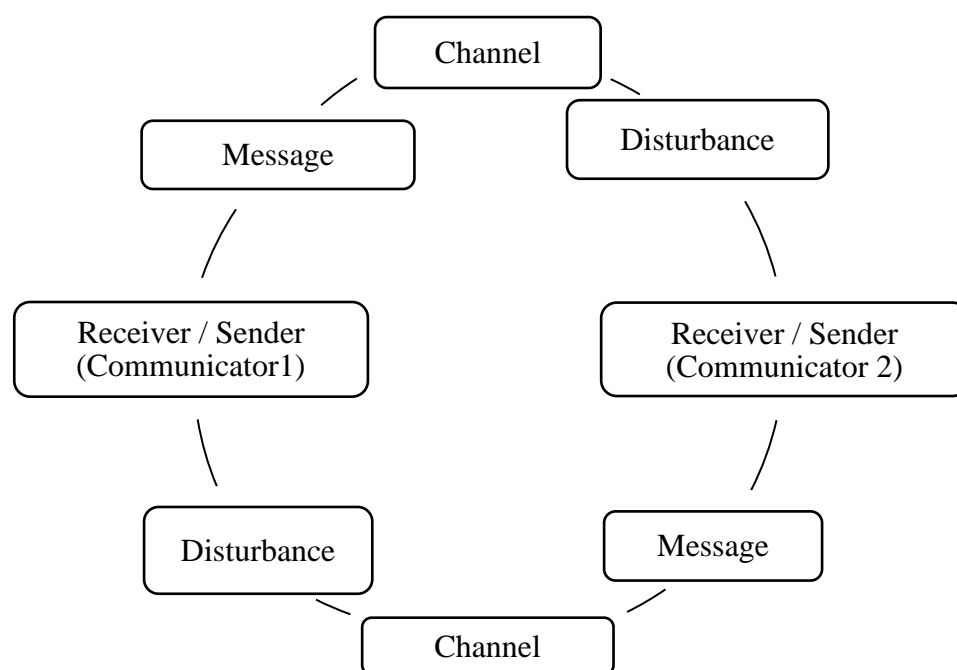 Channel
Message
Disturbance
Receiver / Sender
(Communicator1)
Receiver / Sender
(Communicator 2)
Disturbance
Message
Channel